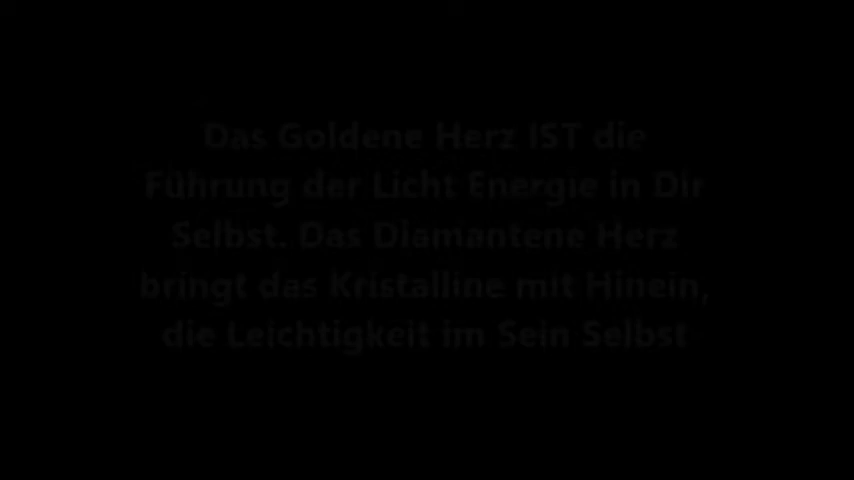 Das Goldene Herz IST die
Führung der Licht Energie in Dir
Selbst. Das Diamantene Herz
bringt das Kristalline mit Hinein,
die Leichtigkeit im Sein Selbst